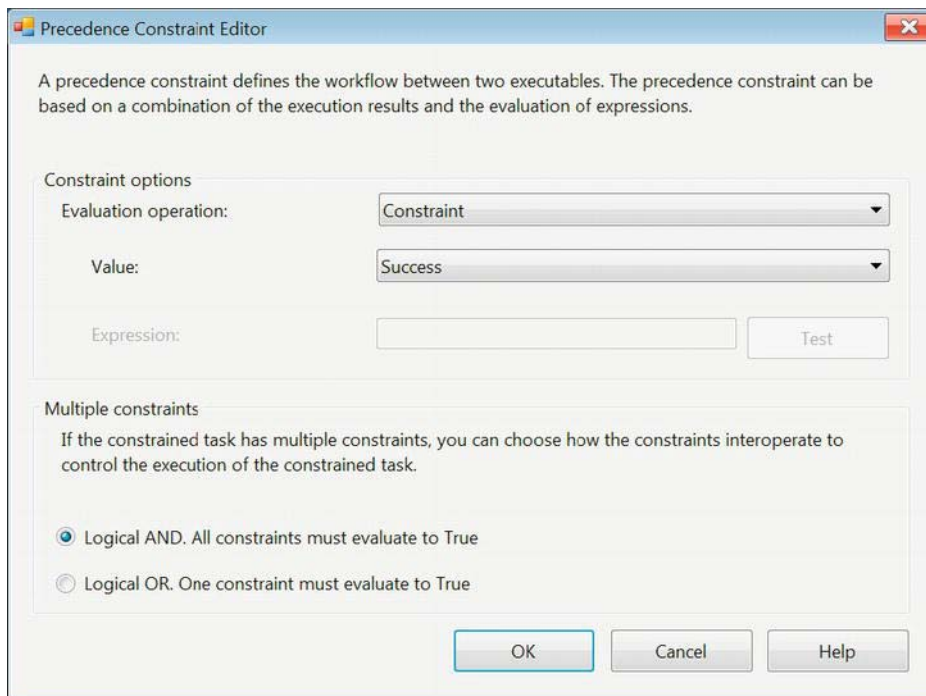 Precedence Constraint Editor
A precedence constraint defines the workflow between two executables. The precedence constraint can be
based on a combination of the execution results and the evaluation of expressions.
Constraint options
Evaluation operation:
Constraint
Value:
Success
Expression:
Test
Multiple constraints
If the constrained task has multiple constraints, you can choose how the constraints interoperate to
control the execution of the constrained task.
Logical AND. All constraints must evaluate to True
Logical OR. One constraint must evaluate to True
OK
Cancel
Help